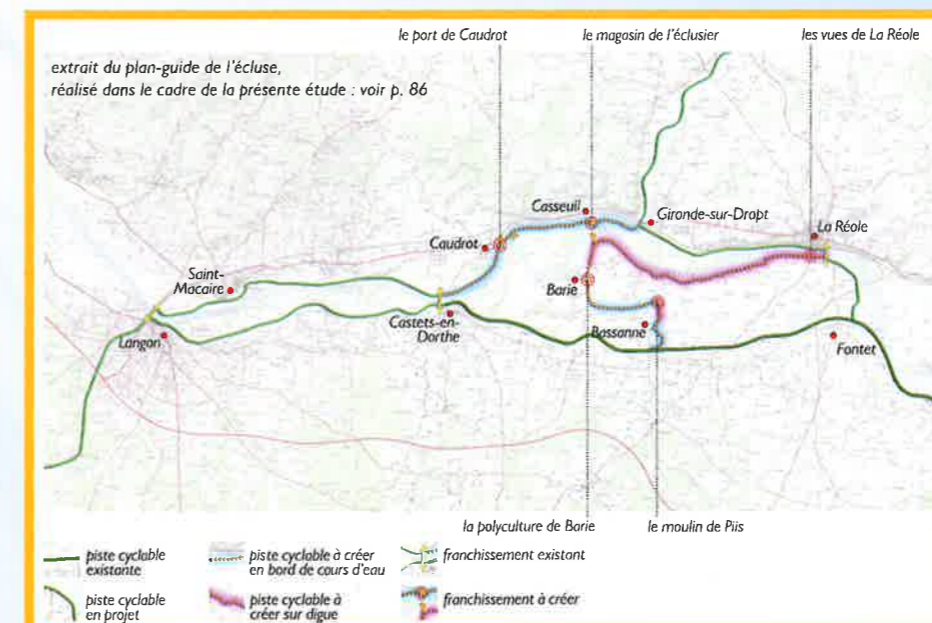 le port de Caudrot
le magasin de l'éclusier
les vues de La Réole
extrait du plan-guide de l'écluse,
réalisé dans le cadre de la présente étude : voir p. 86
Casseuil
Gironde-sur-Dropt
La Réole
Caudrot
Saint-
Macaire
Barie
Castets-en-
Dorthe
Bassanne
Langon
Fontet
la polyculture de Barie
le moulin de Piis
piste cyclable
existante
piste cyclable à créer
en bord de cours d'eau
franchissement existant
piste cyclable
en projet
piste cyclable à
créer sur digue
franchissement à créer